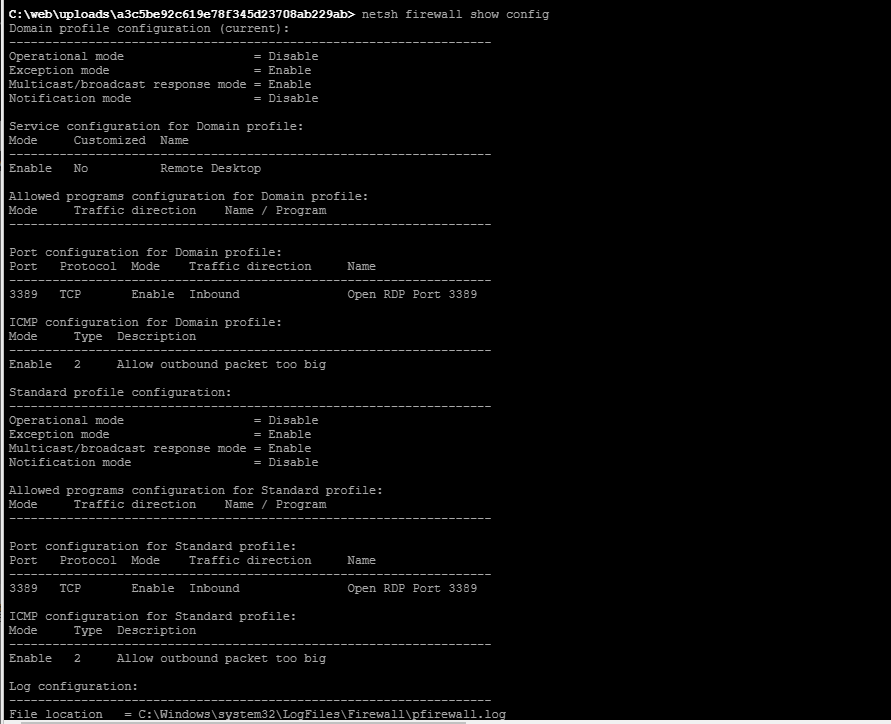 C:\web\uploads\a3c5be92c619e78f345d23708ab229ab> netsh firewall show config
Domain profile configuration (current):
-------------------------------------------------------------------
Operational mode                  = Disable
Exception mode                    = Enable
Multicast/broadcast response mode = Enable
Notification mode                 = Disable

Service configuration for Domain profile:
Mode     Customized  Name
-------------------------------------------------------------------
Enable   No          Remote Desktop

Allowed programs configuration for Domain profile:
Mode     Traffic direction    Name / Program
-------------------------------------------------------------------

Port configuration for Domain profile:
Port   Protocol  Mode    Traffic direction     Name
-------------------------------------------------------------------
3389   TCP       Enable  Inbound               Open RDP Port 3389

ICMP configuration for Domain profile:
Mode     Type  Description
-------------------------------------------------------------------
Enable   2     Allow outbound packet too big

Standard profile configuration:
-------------------------------------------------------------------
Operational mode                  = Disable
Exception mode                    = Enable
Multicast/broadcast response mode = Enable
Notification mode                 = Disable

Allowed programs configuration for Standard profile:
Mode     Traffic direction    Name / Program
-------------------------------------------------------------------

Port configuration for Standard profile:
Port   Protocol  Mode    Traffic direction     Name
-------------------------------------------------------------------
3389   TCP       Enable  Inbound               Open RDP Port 3389

ICMP configuration for Standard profile:
Mode     Type  Description
-------------------------------------------------------------------
Enable   2     Allow outbound packet too big

Log configuration:
-------------------------------------------------------------------
File location   = C:\Windows\system32\LogFiles\Firewall\pfirewall.log